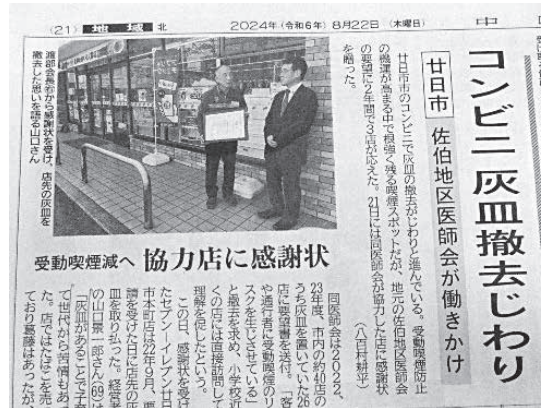 (21) 地域 北 2024年(令和6年) 8月22日 (木曜日) 中
コンビニ灰皿撤去じわり
廿日市 佐伯地区医師会が働きかけ
廿日市市のコンビニで灰皿の撤去がじわりと進んでいる。受動喫煙防止
の機運が高まる中で根強く残る喫煙スポットだが、地元の佐伯地区医師会
の要望に2年間で3店が応えた。21日には同医師会が協力した店に感謝状
を贈った。
(八百村耕平)
渡部会長㊨から感謝状を受け、店先の灰皿を
撤去した思いを語る山口さん
受動喫煙減へ 協力店に感謝状
同医師会は2022、
23年度、市内の約40店の
うち灰皿を置いていた26
店に要望書を送付。「客
や通行者に受動喫煙のリ
スクを生じさせている」
と撤去を求め、小学校近
くの店には直接訪問して
理解を促したという。
この日、感謝状を受け
たセブン―イレブン廿日
市本町店は22年9月、要
請を受けた日に店先の灰
皿を取り払った。経営者
の山口景一郎さん(69)は
「灰皿があることで子育
て世代から苦情もあっ
た。店ではたばこを売
ており葛藤はあったが